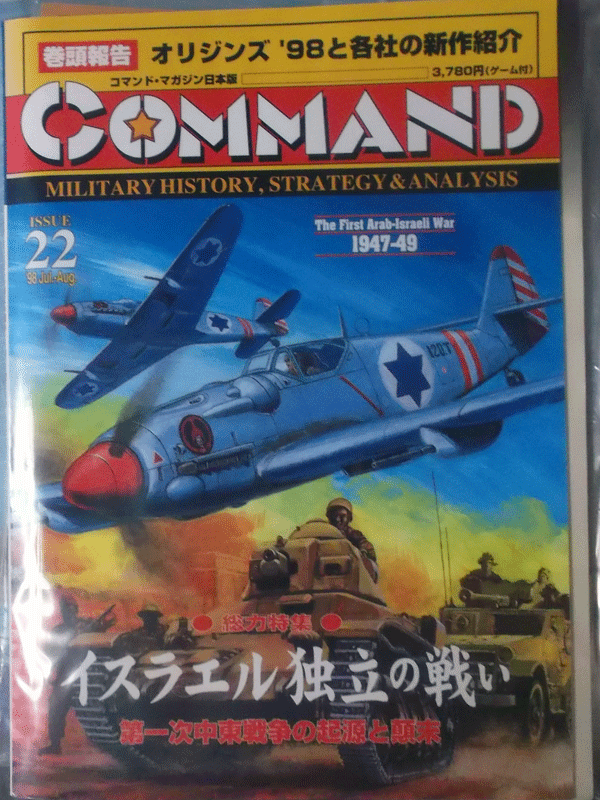 巻頭報告 オリジンズ '98と各社の新作紹介
コマンド・マガジン日本版 3,780円(ゲーム付)
COMMAND
MILITARY HISTORY, STRATEGY & ANALYSIS
ISSUE
22
98 Jul.-Aug.
The First Arab-Israeli War
1947-49
● 総力特集 ●
イスラエル独立の戦い
第一次中東戦争の起源と顛末